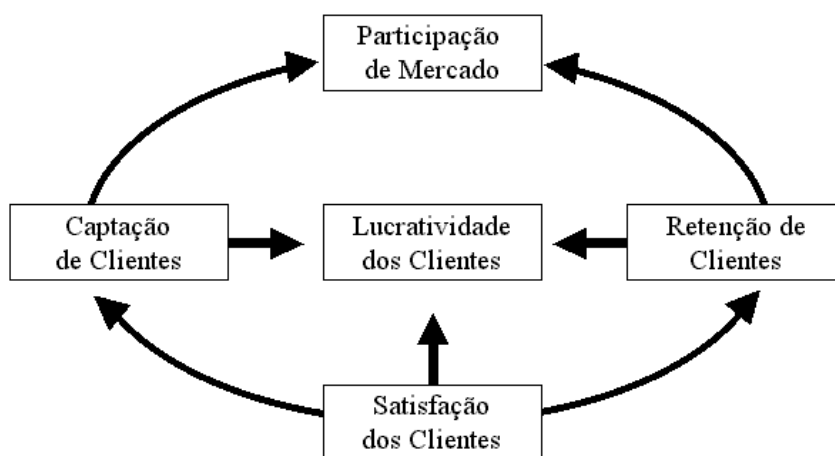 Participação
de Mercado
Captação
de Clientes
Lucratividade
dos Clientes
Retenção de
Clientes
Satisfação
dos Clientes